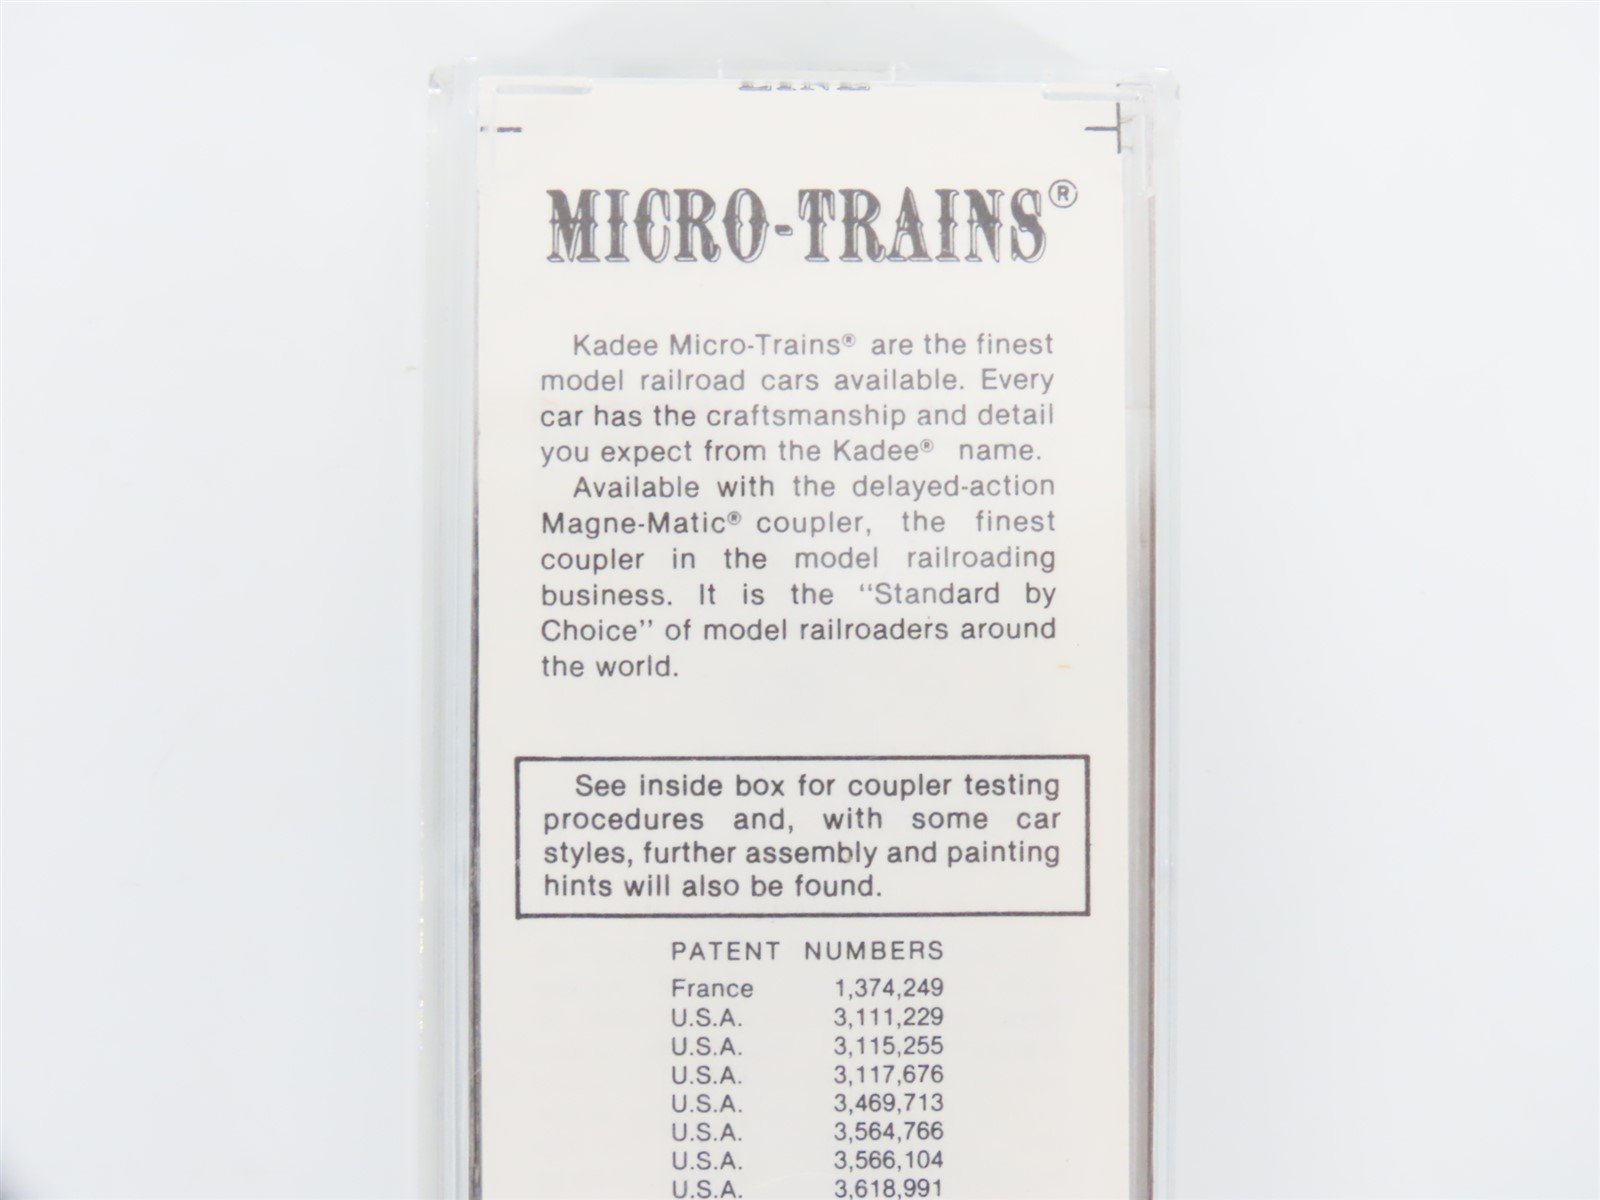 LINE
MICRO-TRAINS®
Kadee Micro-Trains® are the finest
model railroad cars available. Every
car has the craftsmanship and detail
you expect from the Kadee® name.
Available with the delayed-action
Magne-Matic® coupler, the finest
coupler in the model railroading
business. It is the "Standard by
Choice" of model railroaders around
the world.
See inside box for coupler testing
procedures and, with some car
styles, further assembly and painting
hints will also be found.
PATENT NUMBERS
France 1,374,249
U.S.A. 3,111,229
U.S.A. 3,115,255
U.S.A. 3,117,676
U.S.A. 3,469,713
U.S.A. 3,564,766
U.S.A. 3,566,104
U.S.A. 3,618,991